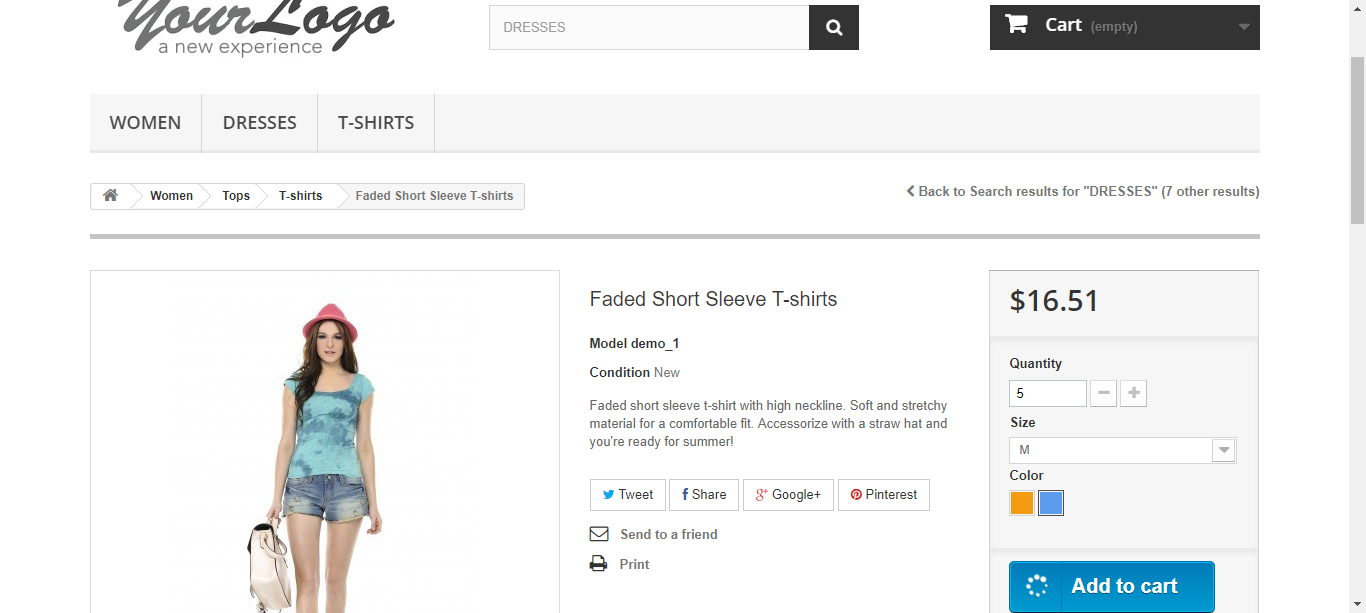 YourLogo
a new experience
DRESSES
Cart (empty)
WOMEN
DRESSES
T-SHIRTS
Women
Tops
T-shirts
Faded Short Sleeve T-shirts
Back to Search results for "DRESSES" (7 other results)
Faded Short Sleeve T-shirts
Model demo_1
Condition New
Faded short sleeve t-shirt with high neckline. Soft and stretchy
material for a comfortable fit. Accessorize with a straw hat and
you're ready for summer!
Tweet
Share
Google+
Pinterest
Send to a friend
Print
$16.51
Quantity
5
Size
M
Color
Add to cart